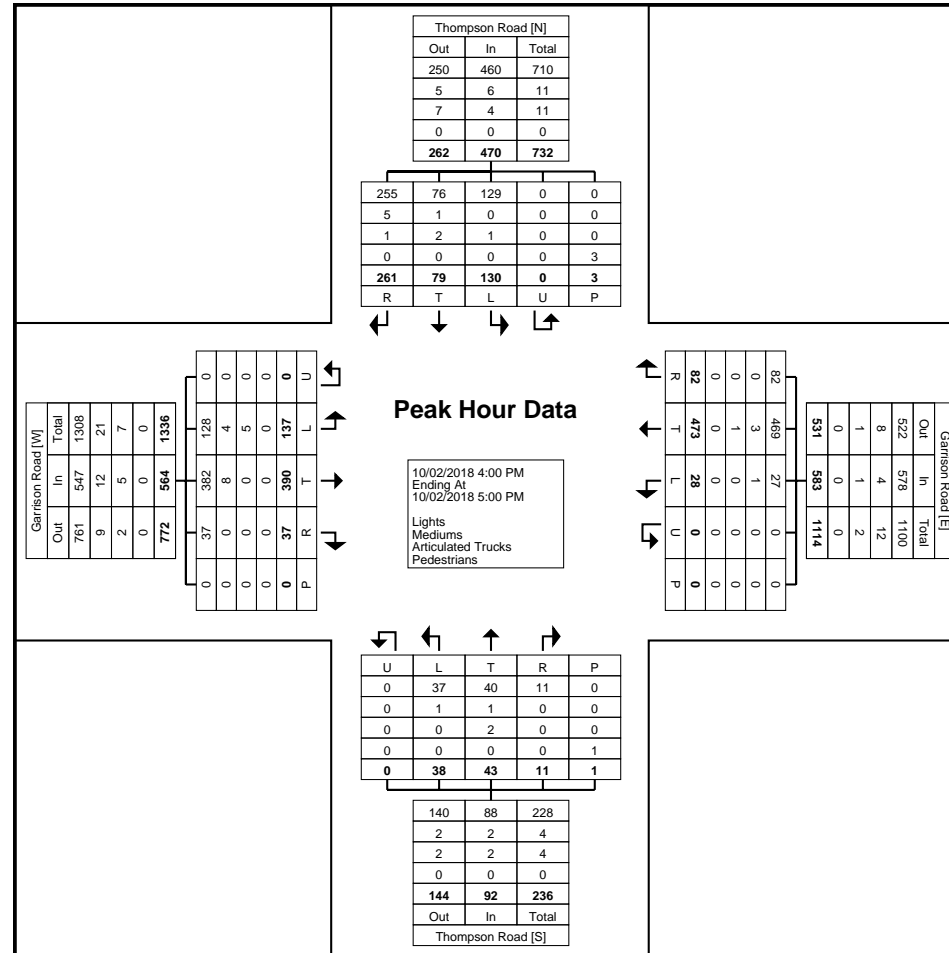 Thompson Road [N]
Out In Total
250 460 710
5 6 11
7 4 11
0 0 0
262 470 732
255 76 129 0 0
5 1 0 0 0
1 2 1 0 0
0 0 0 0 3
261 79 130 0 3
R T L U P
Garrison Road [W]
Total In Out
1308 547 761
21 12 9
7 5 2
0 0 0
1336 564 772
0 128 382 37 0
0 4 8 0 0
0 5 0 0 0
0 0 0 0 0
0 137 390 37 0
U L T R P
Peak Hour Data
10/02/2018 4:00 PM
Ending At
10/02/2018 5:00 PM
Lights
Mediums
Articulated Trucks
Pedestrians
Garrison Road [E]
Out In Total
522 578 1100
8 4 12
1 1 2
0 0 0
531 583 1114
82 469 27 0 0
0 3 1 0 0
0 1 0 0 0
0 0 0 0 0
82 473 28 0 0
R T L U P
U L T R P
0 37 40 11 0
0 1 1 0 0
0 0 2 0 0
0 0 0 0 1
0 38 43 11 1
140 88 228
2 2 4
2 2 4
0 0 0
144 92 236
Out In Total
Thompson Road [S]